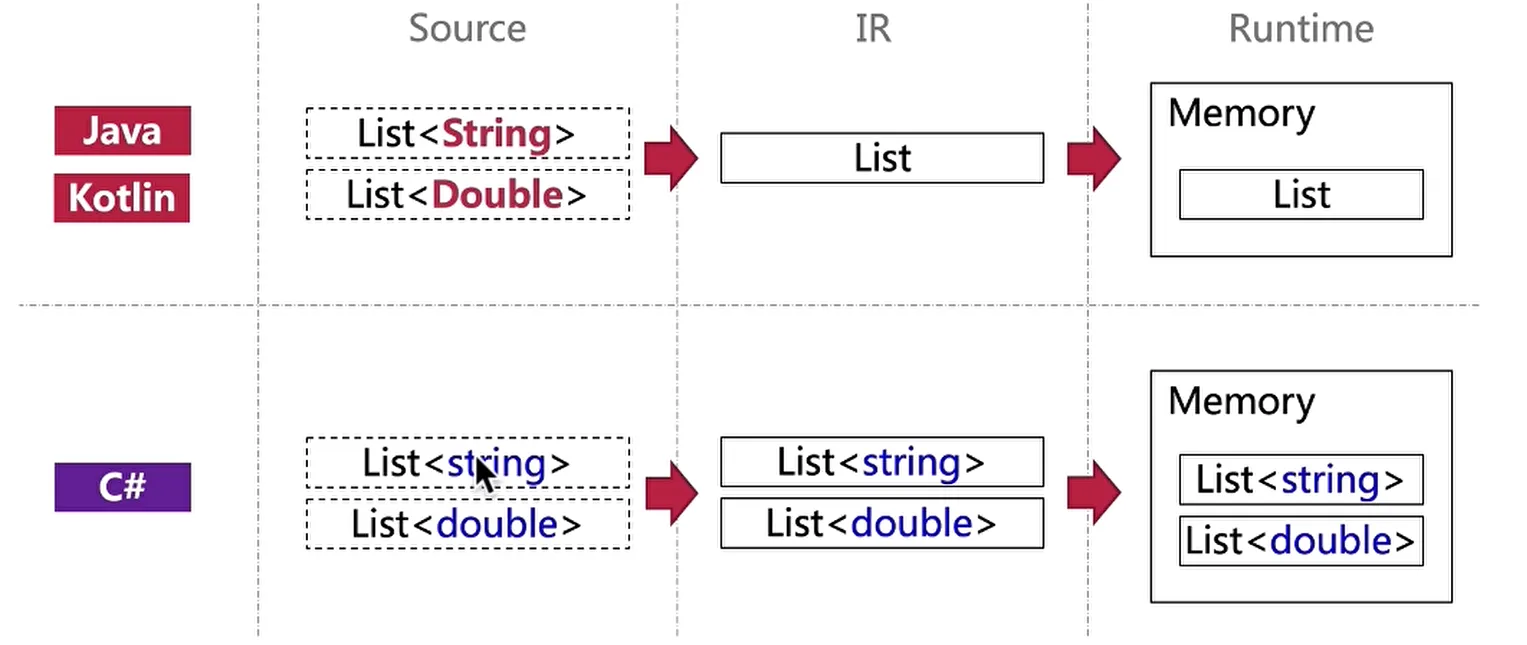 Source
IR
Runtime
Java
Kotlin
List<String>
List<Double>
List
Memory
List
C#
List<string>
List<double>
List<string>
List<double>
Memory
List<string>
List<double>